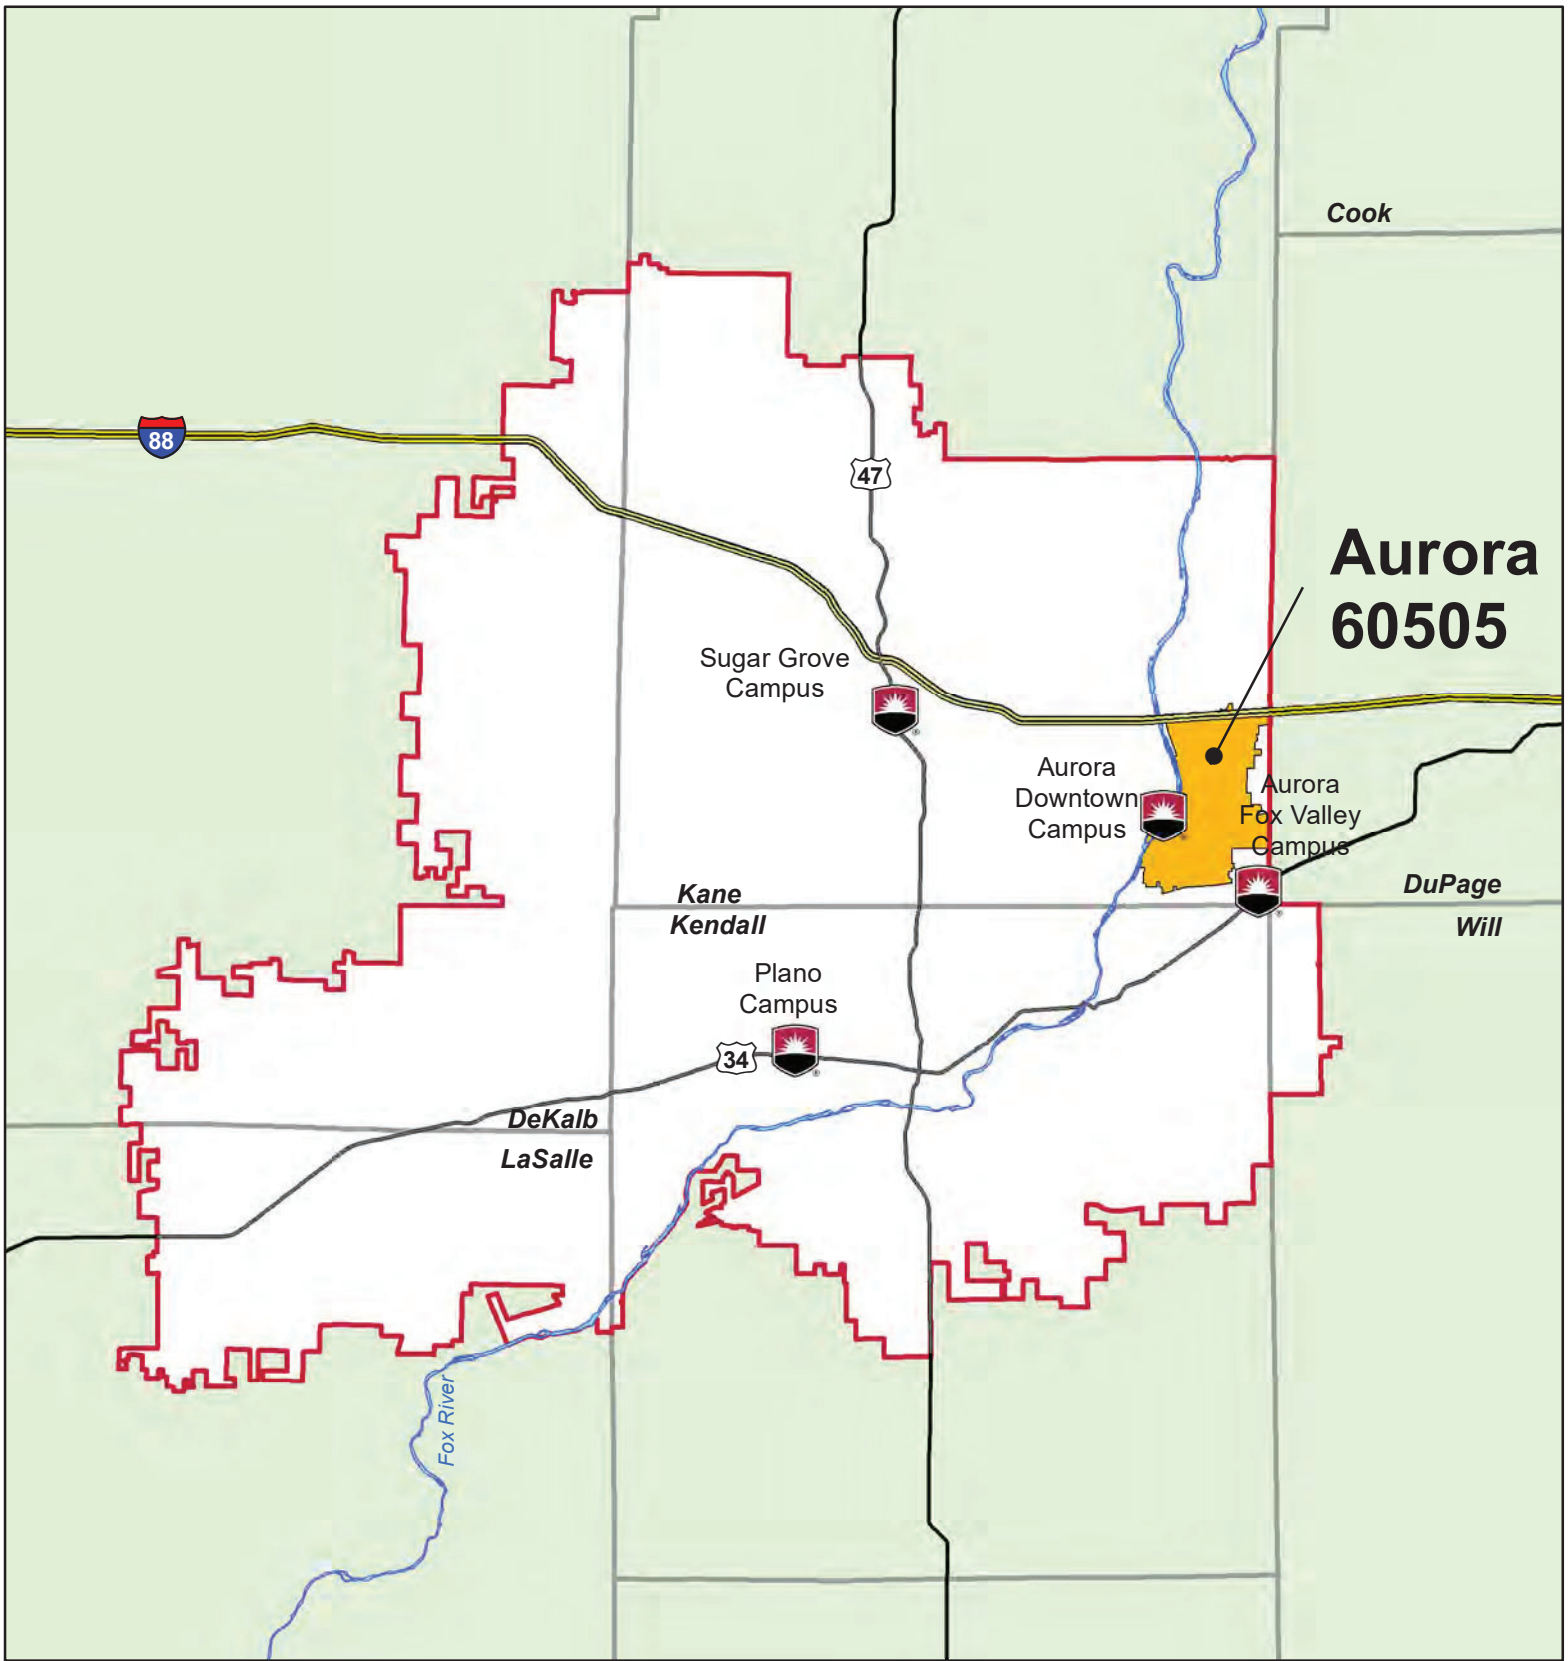 Cook
88
47
Aurora
60505
Sugar Grove
Campus
Aurora
Downtown
Campus
Aurora
Fox Valley
Campus
Kane
Kendall
DuPage
Will
Plano
Campus
34
DeKalb
LaSalle
Fox River